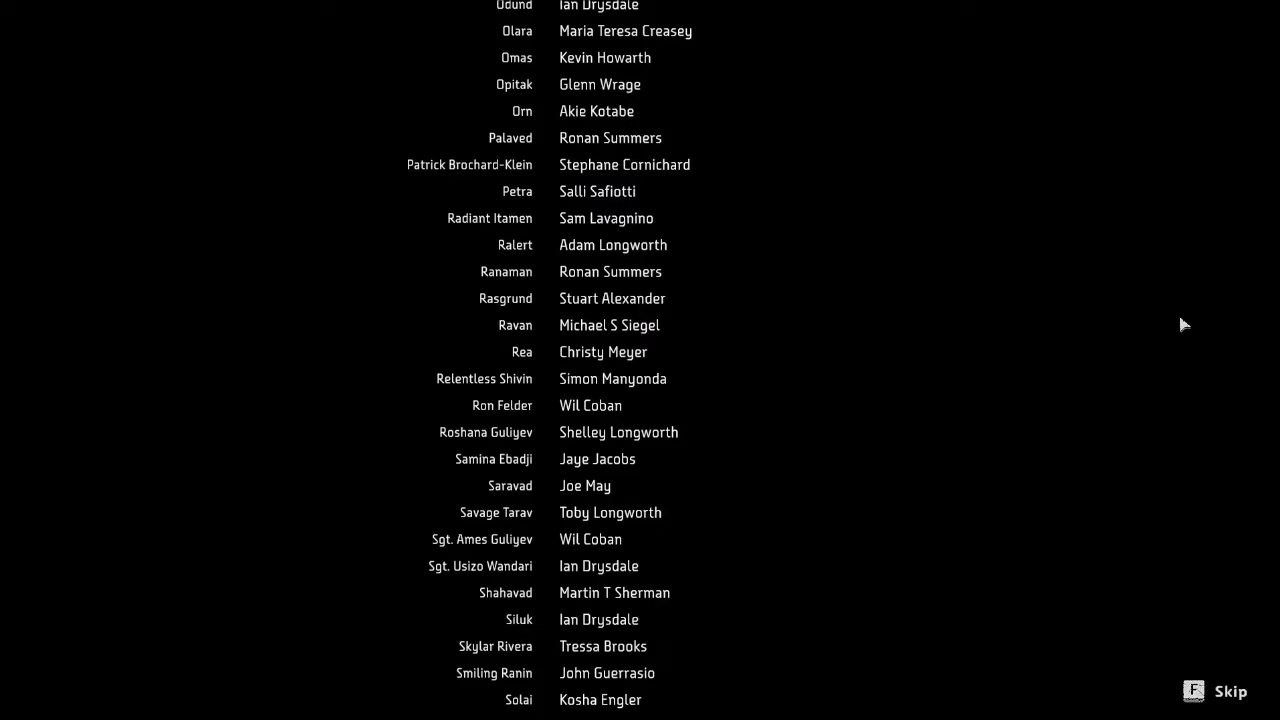 Odund Ian Drysdale
Olara Maria Teresa Creasey
Omas Kevin Howarth
Opitak Glenn Wrage
Orn Akie Kotabe
Palaved Ronan Summers
Patrick Brochard-Klein Stephane Cornichard
Petra Salli Safiotti
Radiant Itamen Sam Lavagnino
Ralert Adam Longworth
Ranaman Ronan Summers
Rasgrund Stuart Alexander
Ravan Michael S Siegel
Rea Christy Meyer
Relentless Shivin Simon Manyonda
Ron Felder Wil Coban
Roshana Guliyev Shelley Longworth
Samina Ebadji Jaye Jacobs
Saravad Joe May
Savage Tarav Toby Longworth
Sgt. Ames Guliyev Wil Coban
Sgt. Usizo Wandari Ian Drysdale
Shahavad Martin T Sherman
Siluk Ian Drysdale
Skylar Rivera Tressa Brooks
Smiling Ranin John Guerrasio
Solai Kosha Engler
F Skip